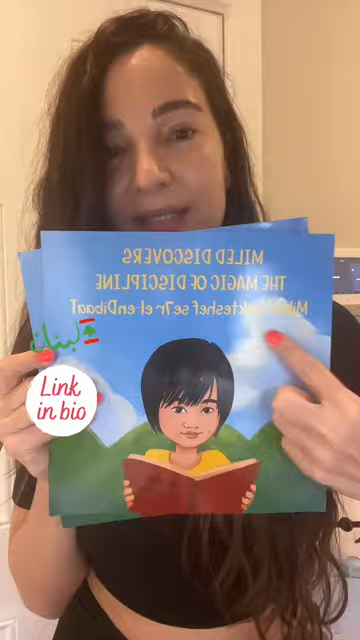 MILED DISCOVERS
THE MAGIC OF DISCIPLINE
se7r el-enDibaaT
لبنان
Link
in bio